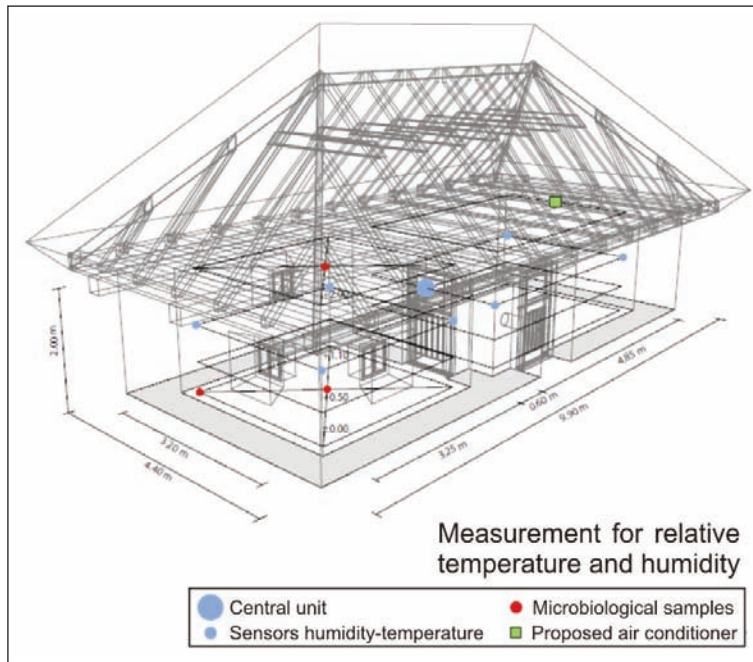 2.00 m
1.10
0.50
0.00
3.20 m
4.40 m
3.25 m
0.60 m
4.85 m
9.90 m
Measurement for relative
temperature and humidity
Central unit
Microbiological samples
Sensors humidity-temperature
Proposed air conditioner